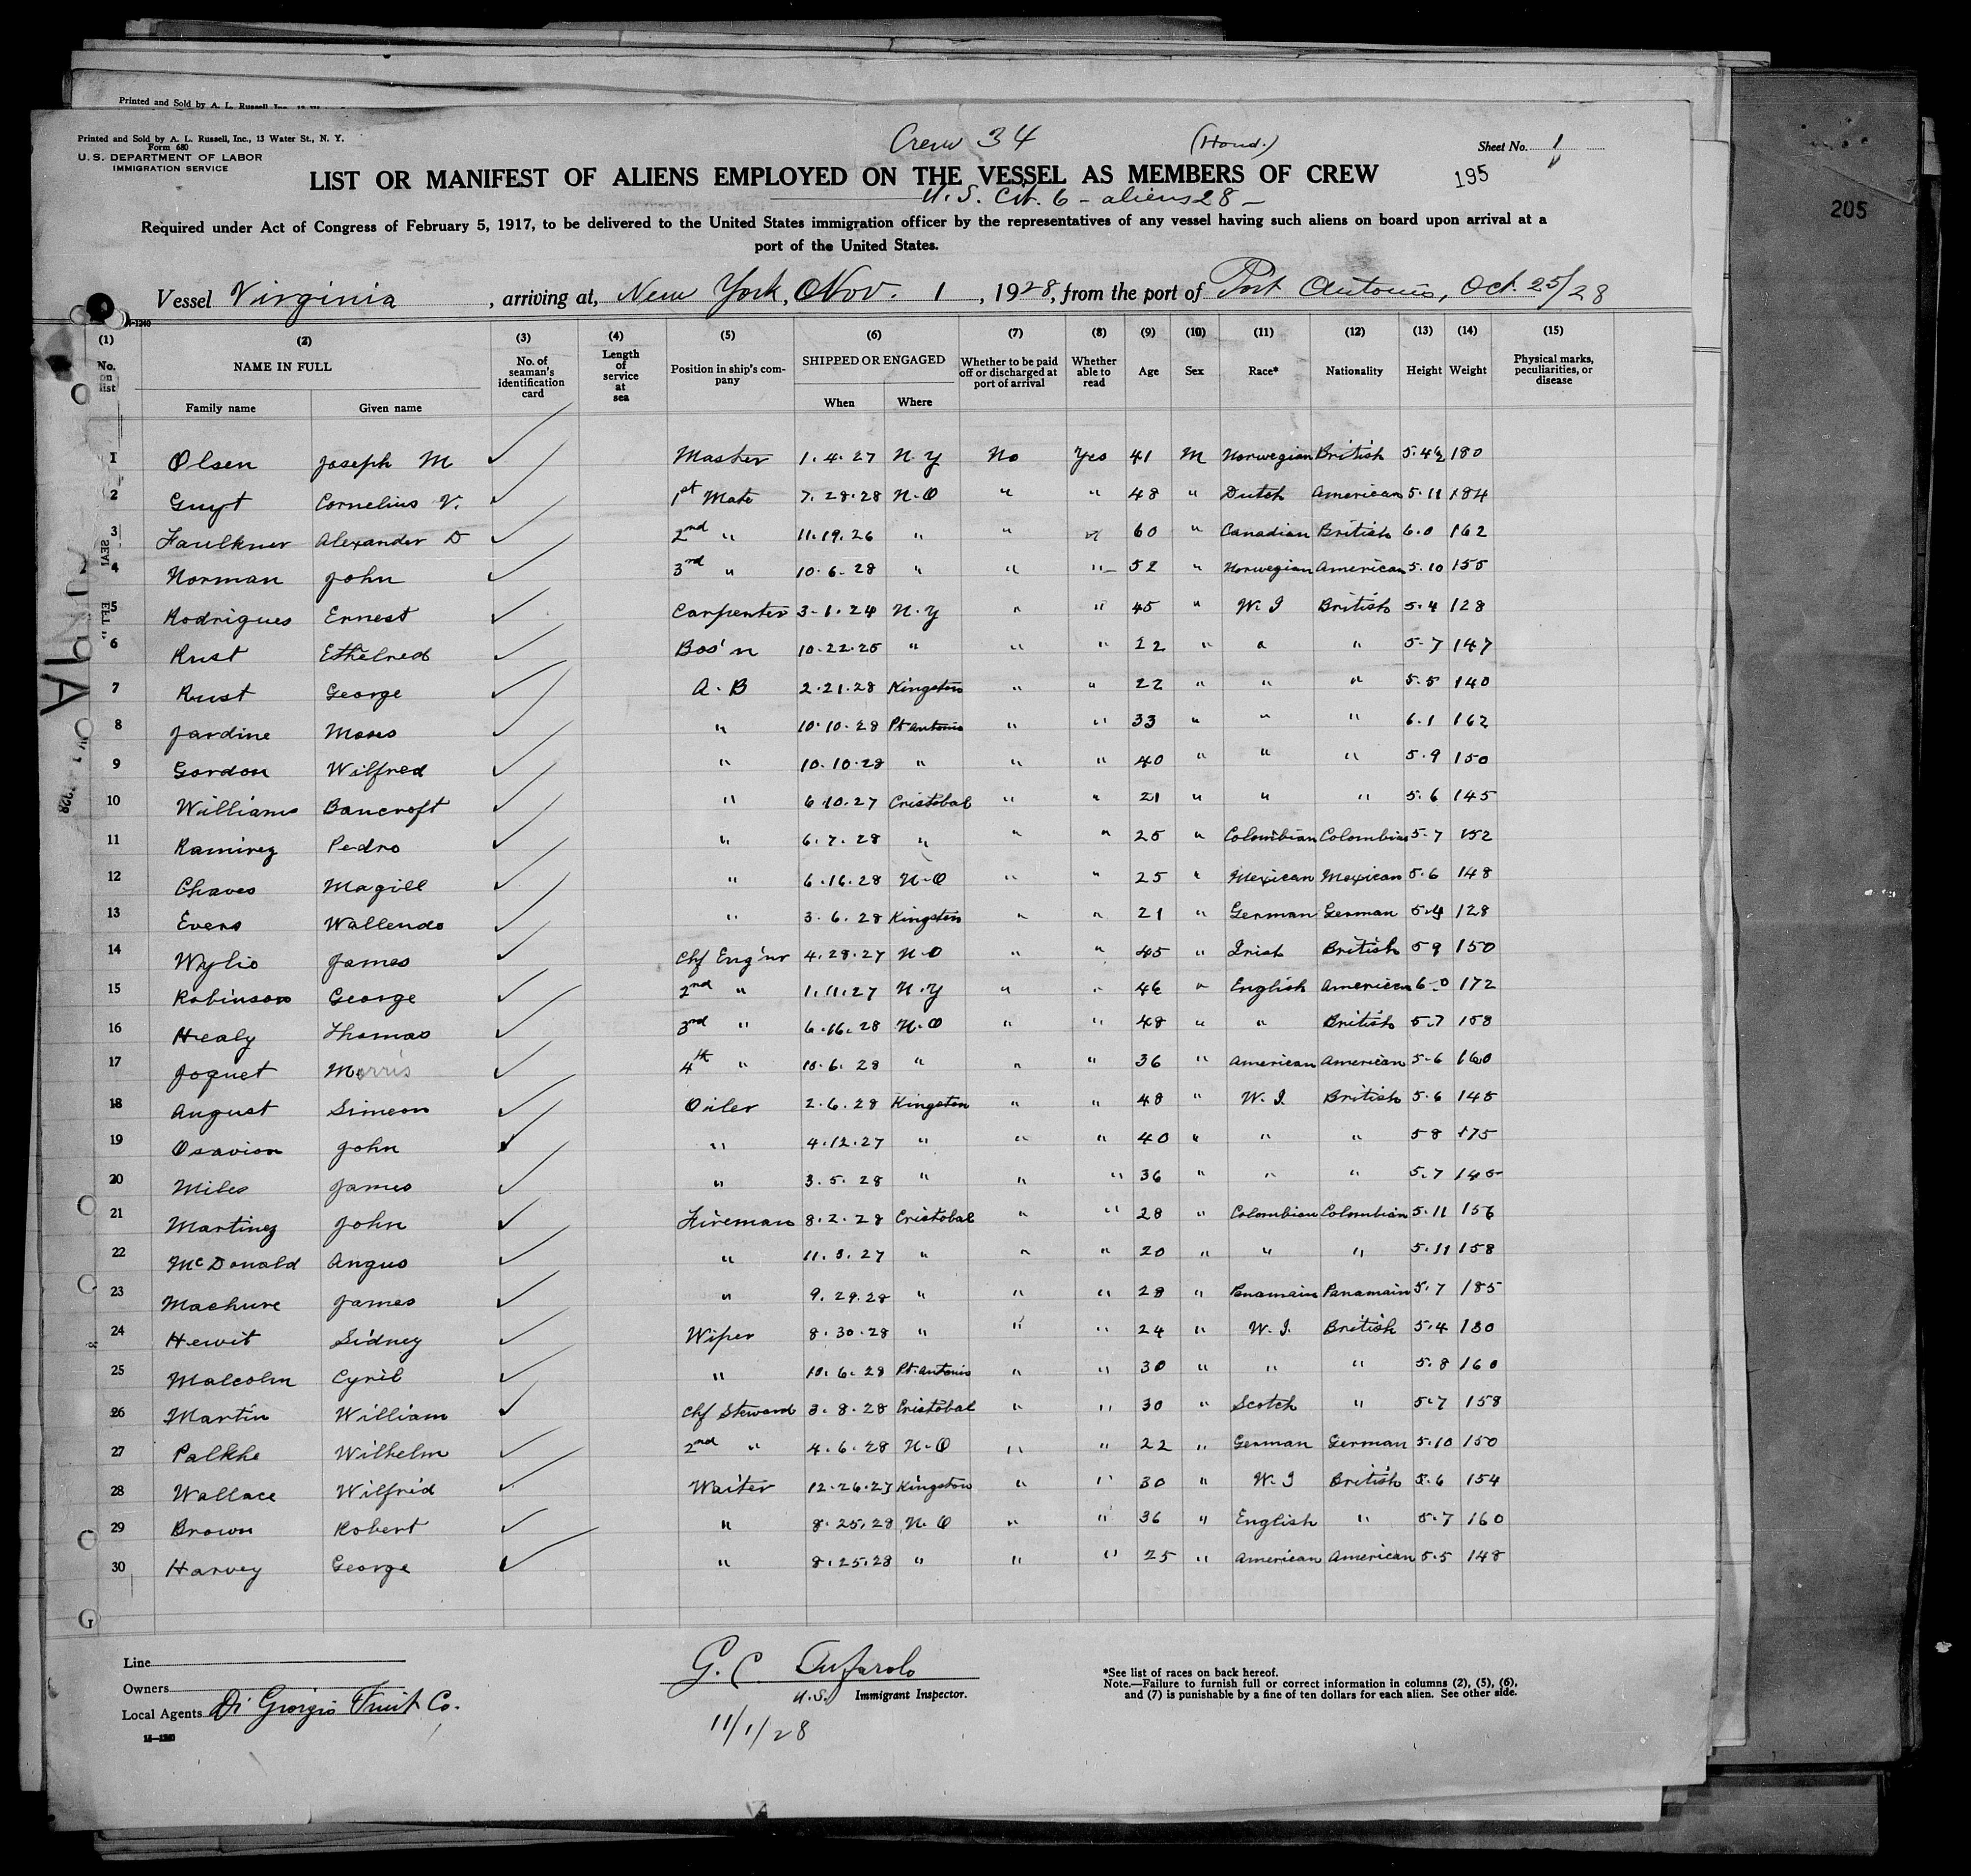 Printed and Sold by A. L. Russell, Inc.
Printed and Sold by A. L. Russell, Inc., 13 Water St., N. Y.
Form 680
U. S. DEPARTMENT OF LABOR
IMMIGRATION SERVICE
Crew 34 (Hond.)
Sheet No. 1
195
205
LIST OR MANIFEST OF ALIENS EMPLOYED ON THE VESSEL AS MEMBERS OF CREW
U.S. Cit. 6 - aliens 28 -
Required under Act of Congress of February 5, 1917, to be delivered to the United States immigration officer by the representatives of any vessel having such aliens on board upon arrival at a
port of the United States.
Vessel Virginia, arriving at, New York, Nov. 1, 1928, from the port of Port Antonio, Oct. 25/28
(1) (2) (3) (4) (5) (6) (7) (8) (9) (10) (11) (12) (13) (14) (15)
No. on list NAME IN FULL Family name Given name No. of seaman's identification card Length of service at sea Position in ship's company SHIPPED OR ENGAGED When Where Whether to be paid off or discharged at port of arrival Whether able to read Age Sex Race* Nationality Height Weight Physical marks, peculiarities, or disease
1 Olsen Joseph M ✓ Master 1.4.27 N.Y No Yes 41 M Norwegian British 5.4½ 180
2 Guyt Cornelius V. ✓ 1st Mate 7.28.28 N.O " " 48 " Dutch American 5.11 184
3 Faulkner Alexander D ✓ 2nd " 11.19.26 " " " 60 " Canadian British 6.0 162
4 Norman John ✓ 3rd " 10.6.28 " " " 52 " Norwegian American 5.10 155
5 Rodrigues Ernest ✓ Carpenter 3-1.24 N.Y " " 45 " W. I British 5.4 128
6 Rust Ethelred ✓ Bos'n 10.22.25 " " " 22 " " " 5-7 147
7 Rust George ✓ A.B 2.21.28 Kingston " " 22 " " " 5.5 140
8 Jardine Moses ✓ " 10.10.28 Pt Antonio " " 33 " " " 6.1 162
9 Gordon Wilfred ✓ " 10.10.28 " " " 40 " " " 5.9 150
10 Williams Bancroft ✓ " 6 10.27 Cristobal " " 21 " " " 5.6 145
11 Ramirez Pedro ✓ " 6.7.28 " " " 25 " Colombian Colombian 5.7 152
12 Chaves Magill ✓ " 6.16.28 N.O " " 25 " Mexican Mexican 5.6 148
13 Evers Wallendo ✓ " 3.6.28 Kingston " " 21 " German German 5.4 128
14 Wylie James ✓ Chf Eng'nr 4.28.27 N.O " " 45 " Irish British 5 9 150
15 Robinson George ✓ 2nd " 1.11.27 N.Y " " 46 " English American 6-0 172
16 Healy Thomas ✓ 3rd " 6.16.28 N.O " " 48 " " British 5.7 158
17 Joquet Morris ✓ 4th " 10.6.28 " " " 36 " American American 5-6 160
18 August Simeon ✓ Oiler 2.6.28 Kingston " " 48 " W. I. British 5.6 145
19 Osavion John ✓ " 4.12.27 " " " 40 " " " 5 8 175
20 Miles James ✓ " 3.5.28 " " " 36 " " " 5.7 145
21 Martinez John ✓ Fireman 8.2.28 Cristobal " " 28 " Colombian Colombian 5.11 156
22 McDonald Angus ✓ " 11.3.27 " " " 20 " " " 5.11 158
23 Machure James ✓ " 9.29.28 " " " 28 " Panamain Panamain 5.7 185
24 Hewit Sidney ✓ Wiper 8.30.28 " " " 24 " W. I. British 5.4 130
25 Malcolm Cyril ✓ " 10.6.28 Pt. Antonio " " 30 " " " 5.8 160
26 Martin William ✓ Chf Steward 3.8.28 Cristobal " " 30 " Scotch " 5.7 158
27 Palkhe Wilhelm ✓ 2nd " 4.6.28 N.O " " 22 " German German 5.10 150
28 Wallace Wilfrid ✓ Waiter 12.26.27 Kingston " " 30 " W. I British 5.6 154
29 Brown Robert ✓ " 8.25.28 N.O " " 36 " English " 5.7 160
30 Harvey George ✓ " 8.25.28 " " " 25 " American American 5.5 148
Line
Owners
Local Agents Di Giorgio Fruit Co.
G. C.
U.S. Immigrant Inspector.
11/1/28
*See list of races on back hereof.
Note.—Failure to furnish full or correct information in columns (2), (5), (6),
and (7) is punishable by a fine of ten dollars for each alien. See other side.
14—1240